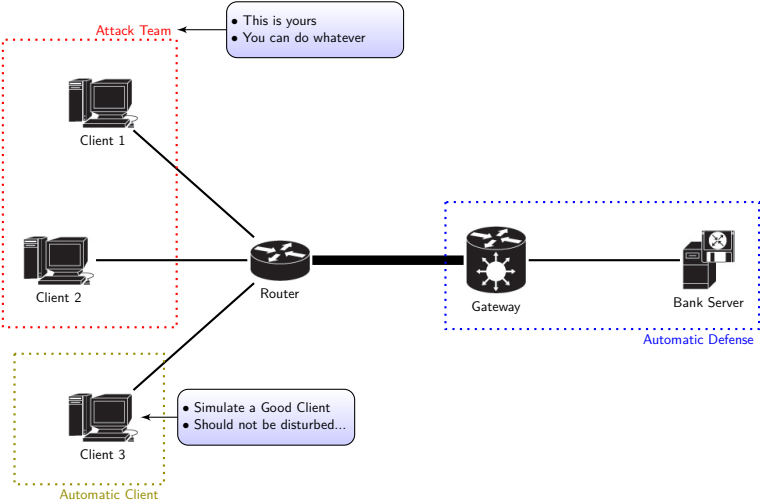 • This is yours
• You can do whatever
Attack Team
Client 1
Client 2
Router
Gateway
Bank Server
Automatic Defense
• Simulate a Good Client
• Should not be disturbed...
Client 3
Automatic Client